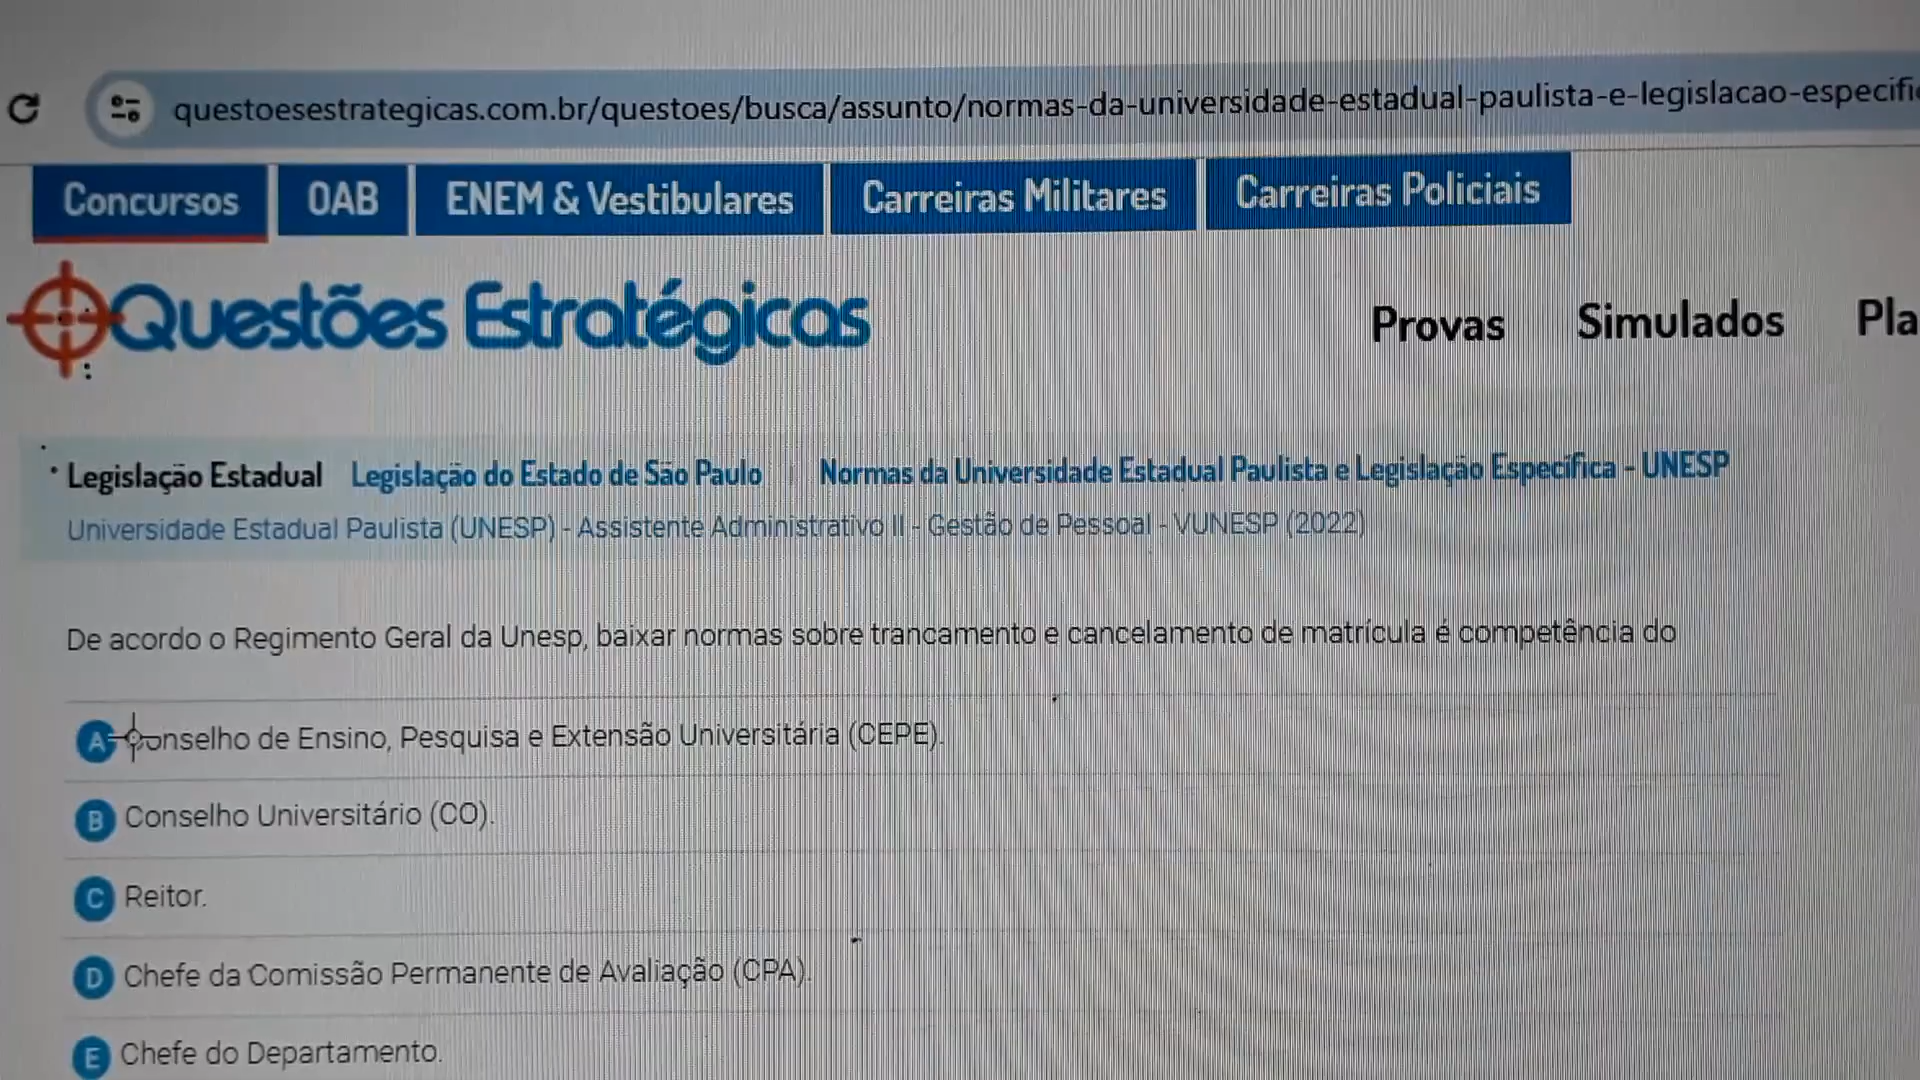 questoesestrategicas.com.br/questoes/busca/assunto/normas-da-universidade-estadual-paulista-e-legislacao-especifi
Concursos OAB ENEM & Vestibulares Carreiras Militares Carreiras Policiais
Questões Estratégicas Provas Simulados Pla
Legislação Estadual Legislação do Estado de São Paulo Normas da Universidade Estadual Paulista e Legislação Específica - UNESP
Universidade Estadual Paulista (UNESP) - Assistente Administrativo II - Gestão de Pessoal - VUNESP (2022)
De acordo o Regimento Geral da Unesp, baixar normas sobre trancamento e cancelamento de matrícula é competência do
A Conselho de Ensino, Pesquisa e Extensão Universitária (CEPE).
B Conselho Universitário (CO).
C Reitor.
D Chefe da Comissão Permanente de Avaliação (CPA).
E Chefe do Departamento.